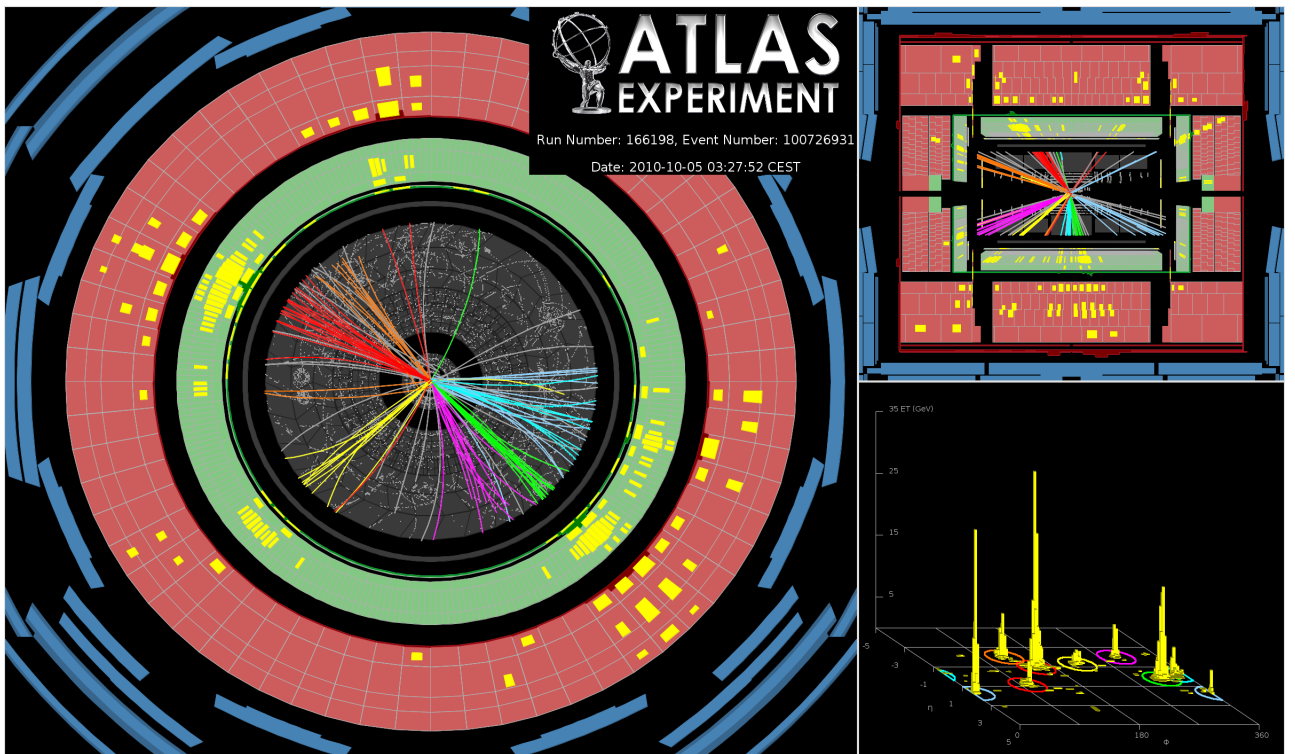 ATLAS
EXPERIMENT
Run Number: 166198, Event Number: 100726931
Date: 2010-10-05 03:27:52 CEST
35 ET (GeV)
25
15
5
-5
-3
-1
1
η
3
5
0
180
Φ
360